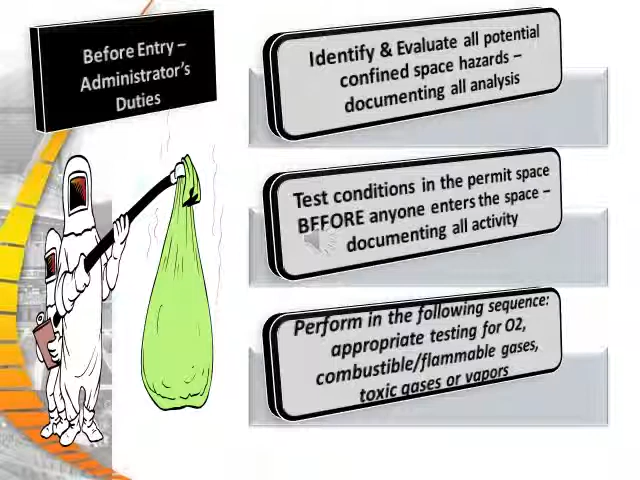 Before Entry –
Administrator's
Duties
Identify & Evaluate all potential
confined space hazards –
documenting all analysis
Test conditions in the permit space
BEFORE anyone enters the space –
documenting all activity
Perform in the following sequence:
appropriate testing for O2,
combustible/flammable gases,
toxic gases or vapors